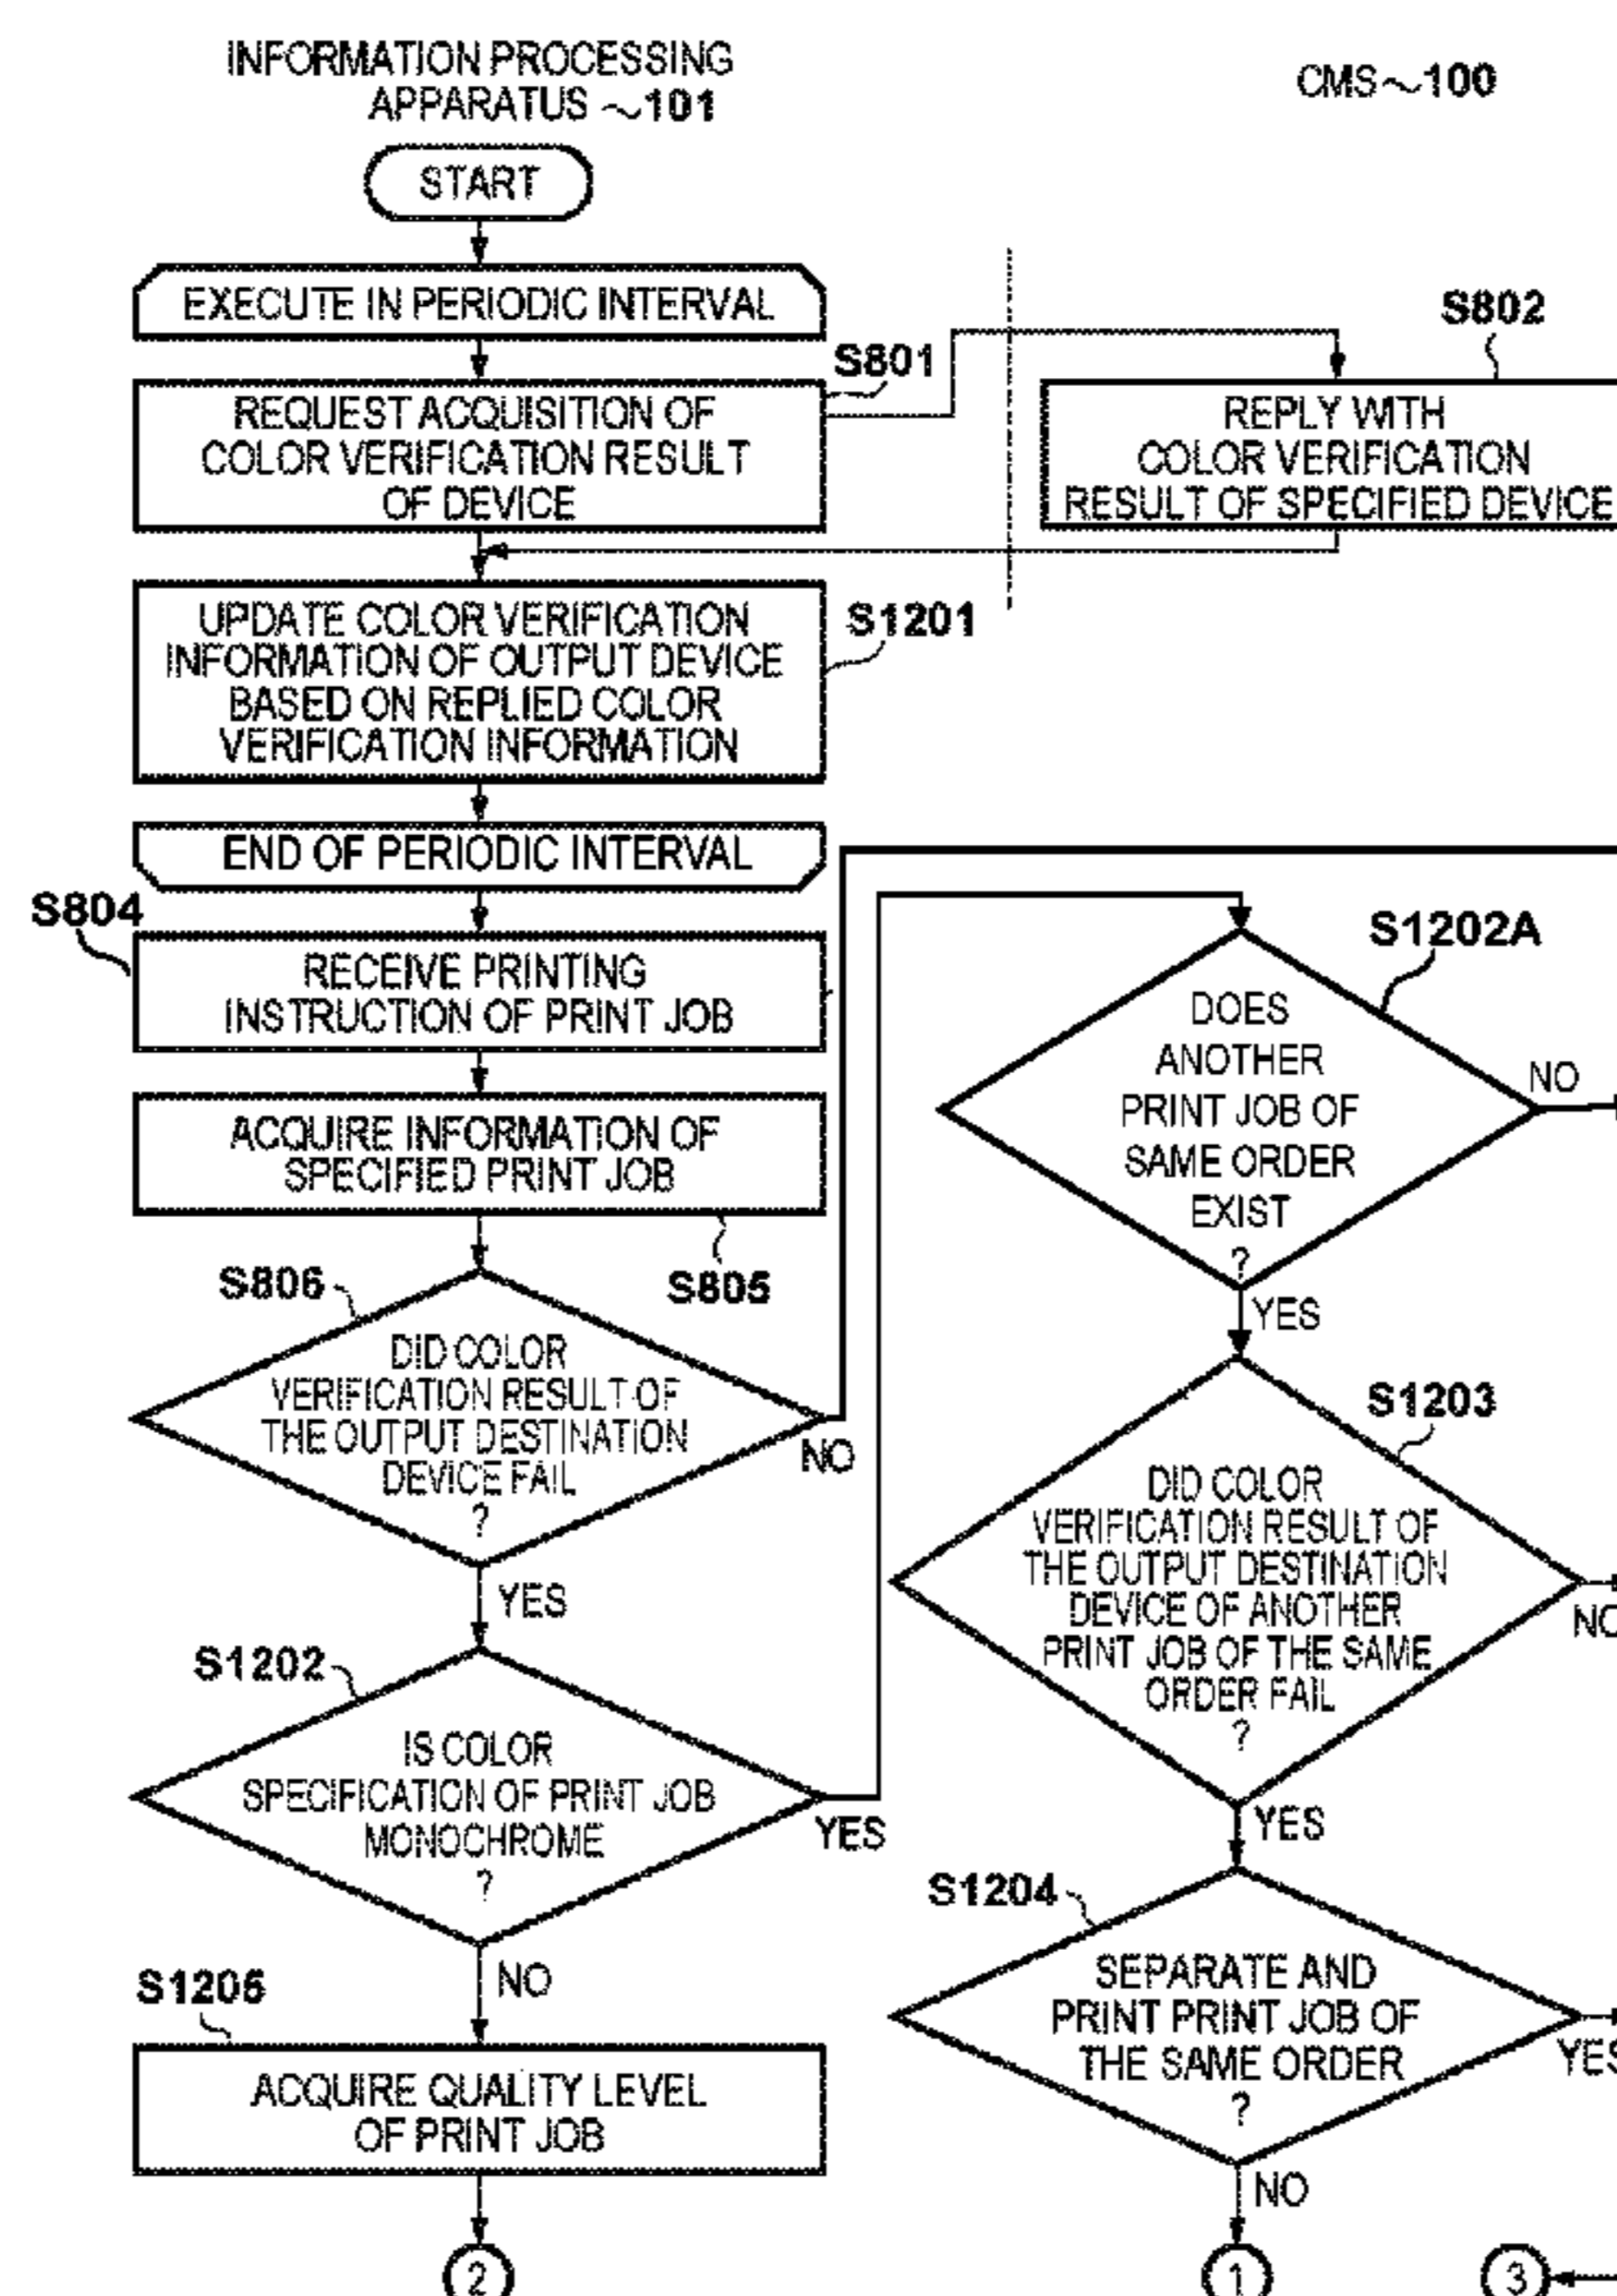 INFORMATION PROCESSING
APPARATUS ~101
CMS~100
START
EXECUTE IN PERIODIC INTERVAL
S801
REQUEST ACQUISITION OF
COLOR VERIFICATION RESULT
OF DEVICE
S802
REPLY WITH
COLOR VERIFICATION
RESULT OF SPECIFIED DEVICE
UPDATE COLOR VERIFICATION
INFORMATION OF OUTPUT DEVICE
BASED ON REPLIED COLOR
VERIFICATION INFORMATION
S1201
END OF PERIODIC INTERVAL
S804
RECEIVE PRINTING
INSTRUCTION OF PRINT JOB
ACQUIRE INFORMATION OF
SPECIFIED PRINT JOB
S805
S806
DID COLOR
VERIFICATION RESULT OF
THE OUTPUT DESTINATION
DEVICE FAIL
?
NO
YES
S1202
IS COLOR
SPECIFICATION OF PRINT JOB
MONOCHROME
?
YES
NO
S1205
ACQUIRE QUALITY LEVEL
OF PRINT JOB
2
S1202A
DOES
ANOTHER
PRINT JOB OF
SAME ORDER
EXIST
?
NO
YES
S1203
DID COLOR
VERIFICATION RESULT OF
THE OUTPUT DESTINATION
DEVICE OF ANOTHER
PRINT JOB OF THE SAME
ORDER FAIL
?
NO
YES
S1204
SEPARATE AND
PRINT PRINT JOB OF
THE SAME ORDER
?
YES
NO
1
3